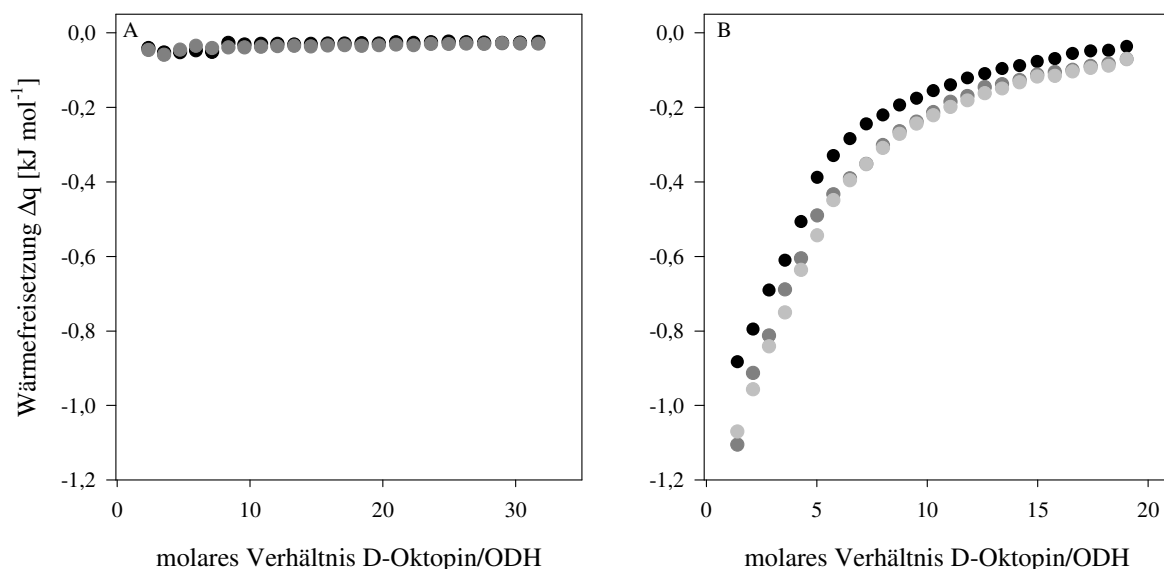 Wärmefreisetzung Δq [kJ mol⁻¹]
A
0,0
-0,2
-0,4
-0,6
-0,8
-1,0
-1,2
0 10 20 30
molares Verhältnis D-Oktopin/ODH
B
0,0
-0,2
-0,4
-0,6
-0,8
-1,0
-1,2
0 5 10 15 20
molares Verhältnis D-Oktopin/ODH